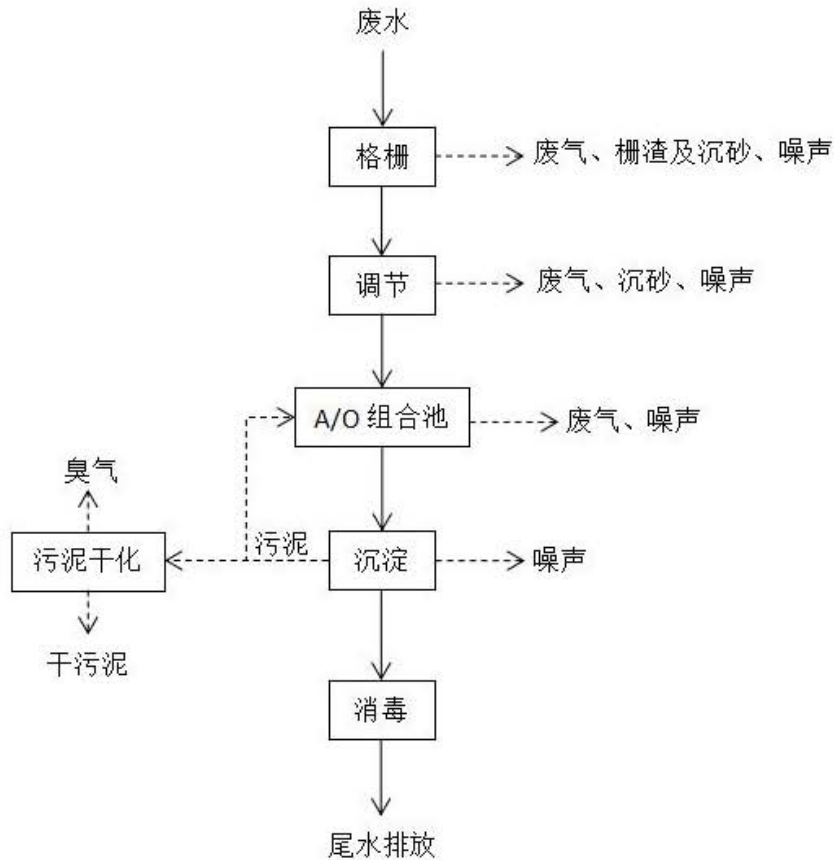 废水
格栅
废气、栅渣及沉砂、噪声
调节
废气、沉砂、噪声
A/O 组合池
废气、噪声
臭气
污泥干化
污泥
沉淀
噪声
干污泥
消毒
尾水排放